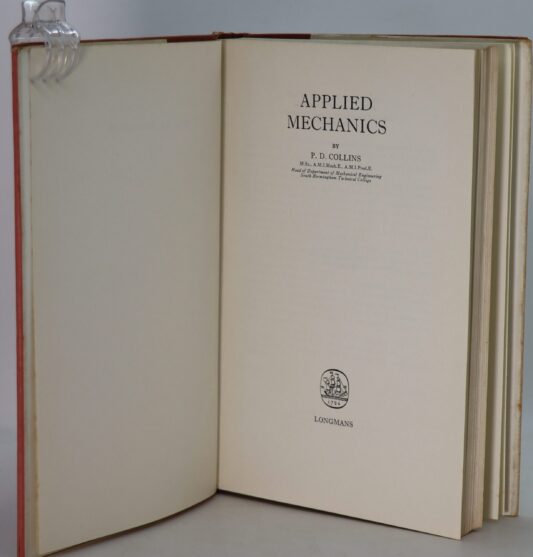 APPLIED
MECHANICS
BY
P. D. COLLINS
M.Sc., A.M.I.Mech.E., A.M.I.Prod.E.
Head of Department of Mechanical Engineering
South Birmingham Technical College
1724
LONGMANS